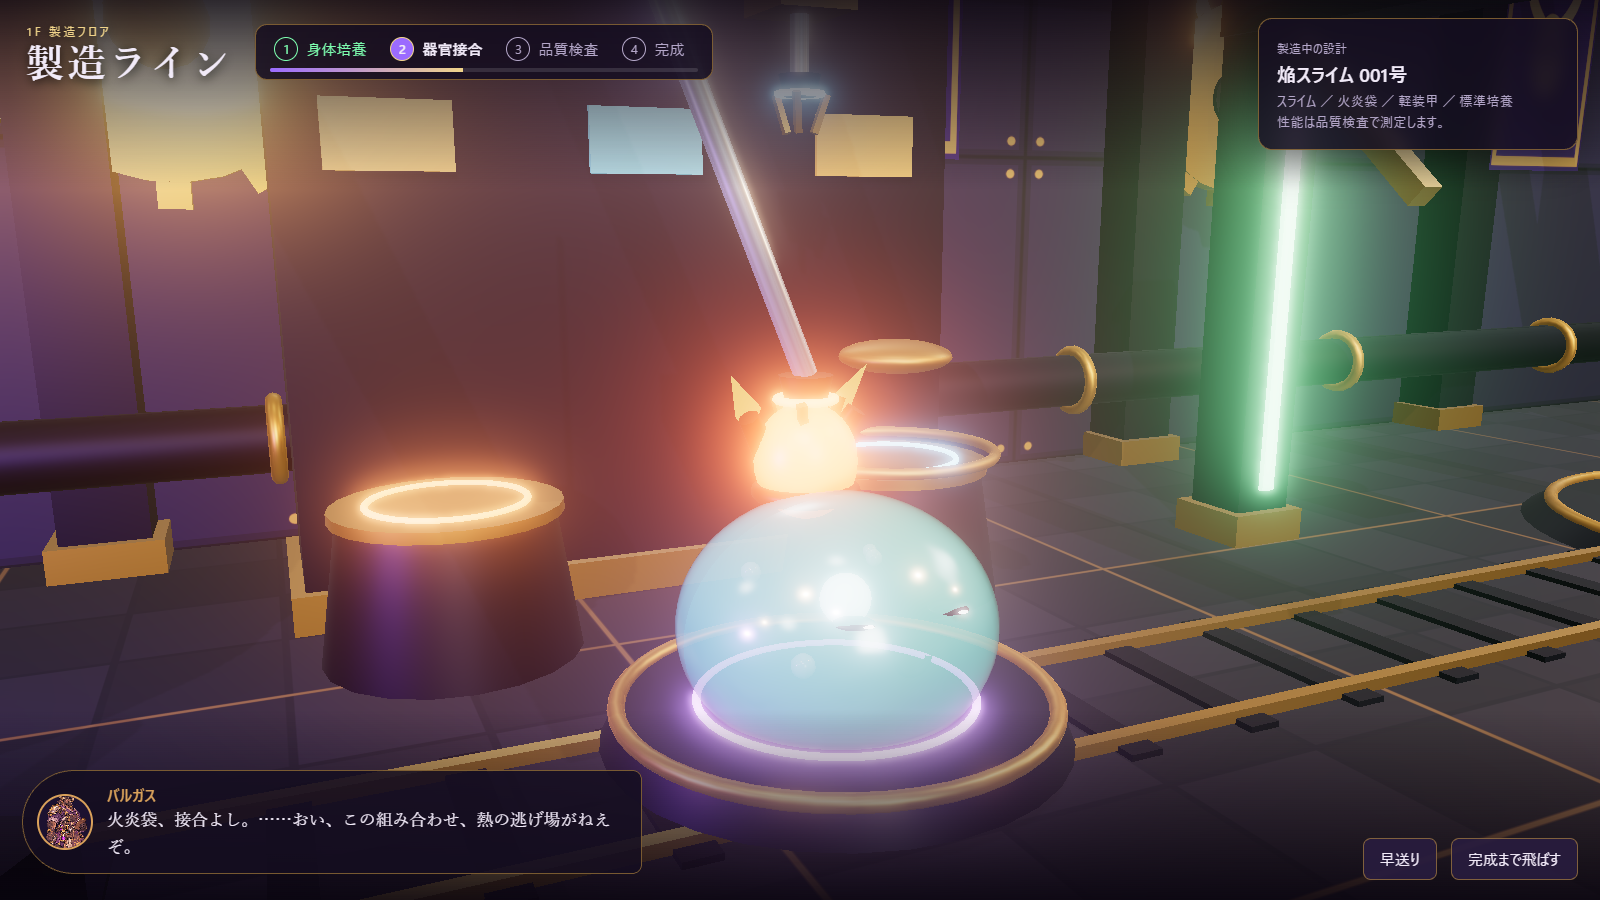 1F 製造フロア
製造ライン
1 身体培養 2 器官接合 3 品質検査 4 完成
製造中の設計
焔スライム 001号
スライム ／ 火炎袋 ／ 軽装甲 ／ 標準培養
性能は品質検査で測定します。
バルガス
火炎袋、接合よし。……おい、この組み合わせ、熱の逃げ場がねえ
ぞ。
早送り 完成まで飛ばす